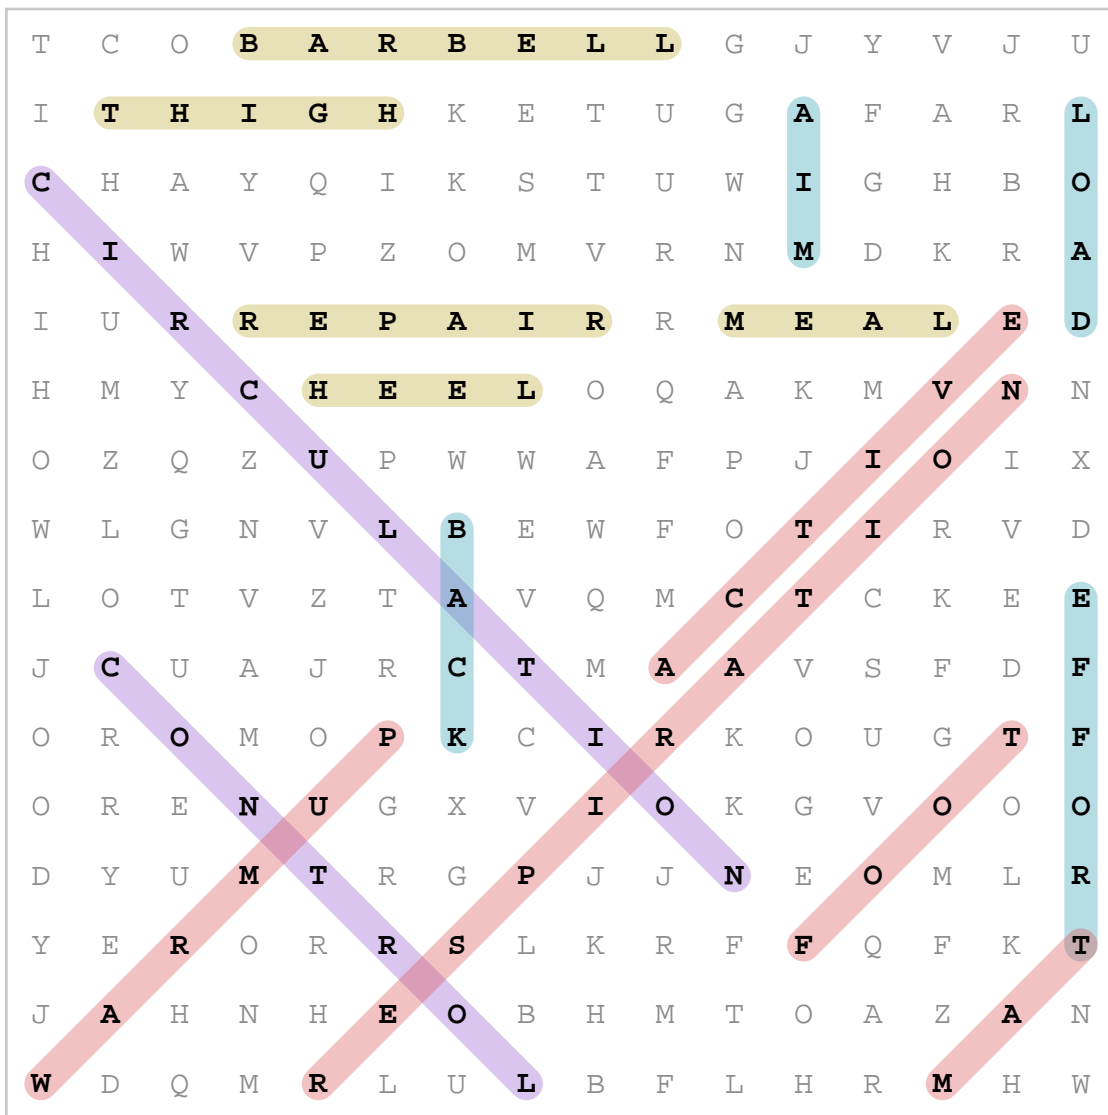 T C O B A R B E L L G J Y V J U
I T H I G H K E T U G A F A R L
C H A Y Q I K S T U W I G H B O
H I W V P Z O M V R N M D K R A
I U R R E P A I R R M E A L E D
H M Y C H E E L O Q A K M V N N
O Z Q Z U P W W A F P J I O I X
W L G N V L B E W F O T I R V D
L O T V Z T A V Q M C T C K E E
J C U A J R C T M A A V S F D F
O R O M O P K C I R K O U G T F
O R E N U G X V I O K G V O O O
D Y U M T R G P J J N E O M L R
Y E R O R R S L K R F F Q F K T
J A H N H E O B H M T O A Z A N
W D Q M R L U L B F L H R M H W